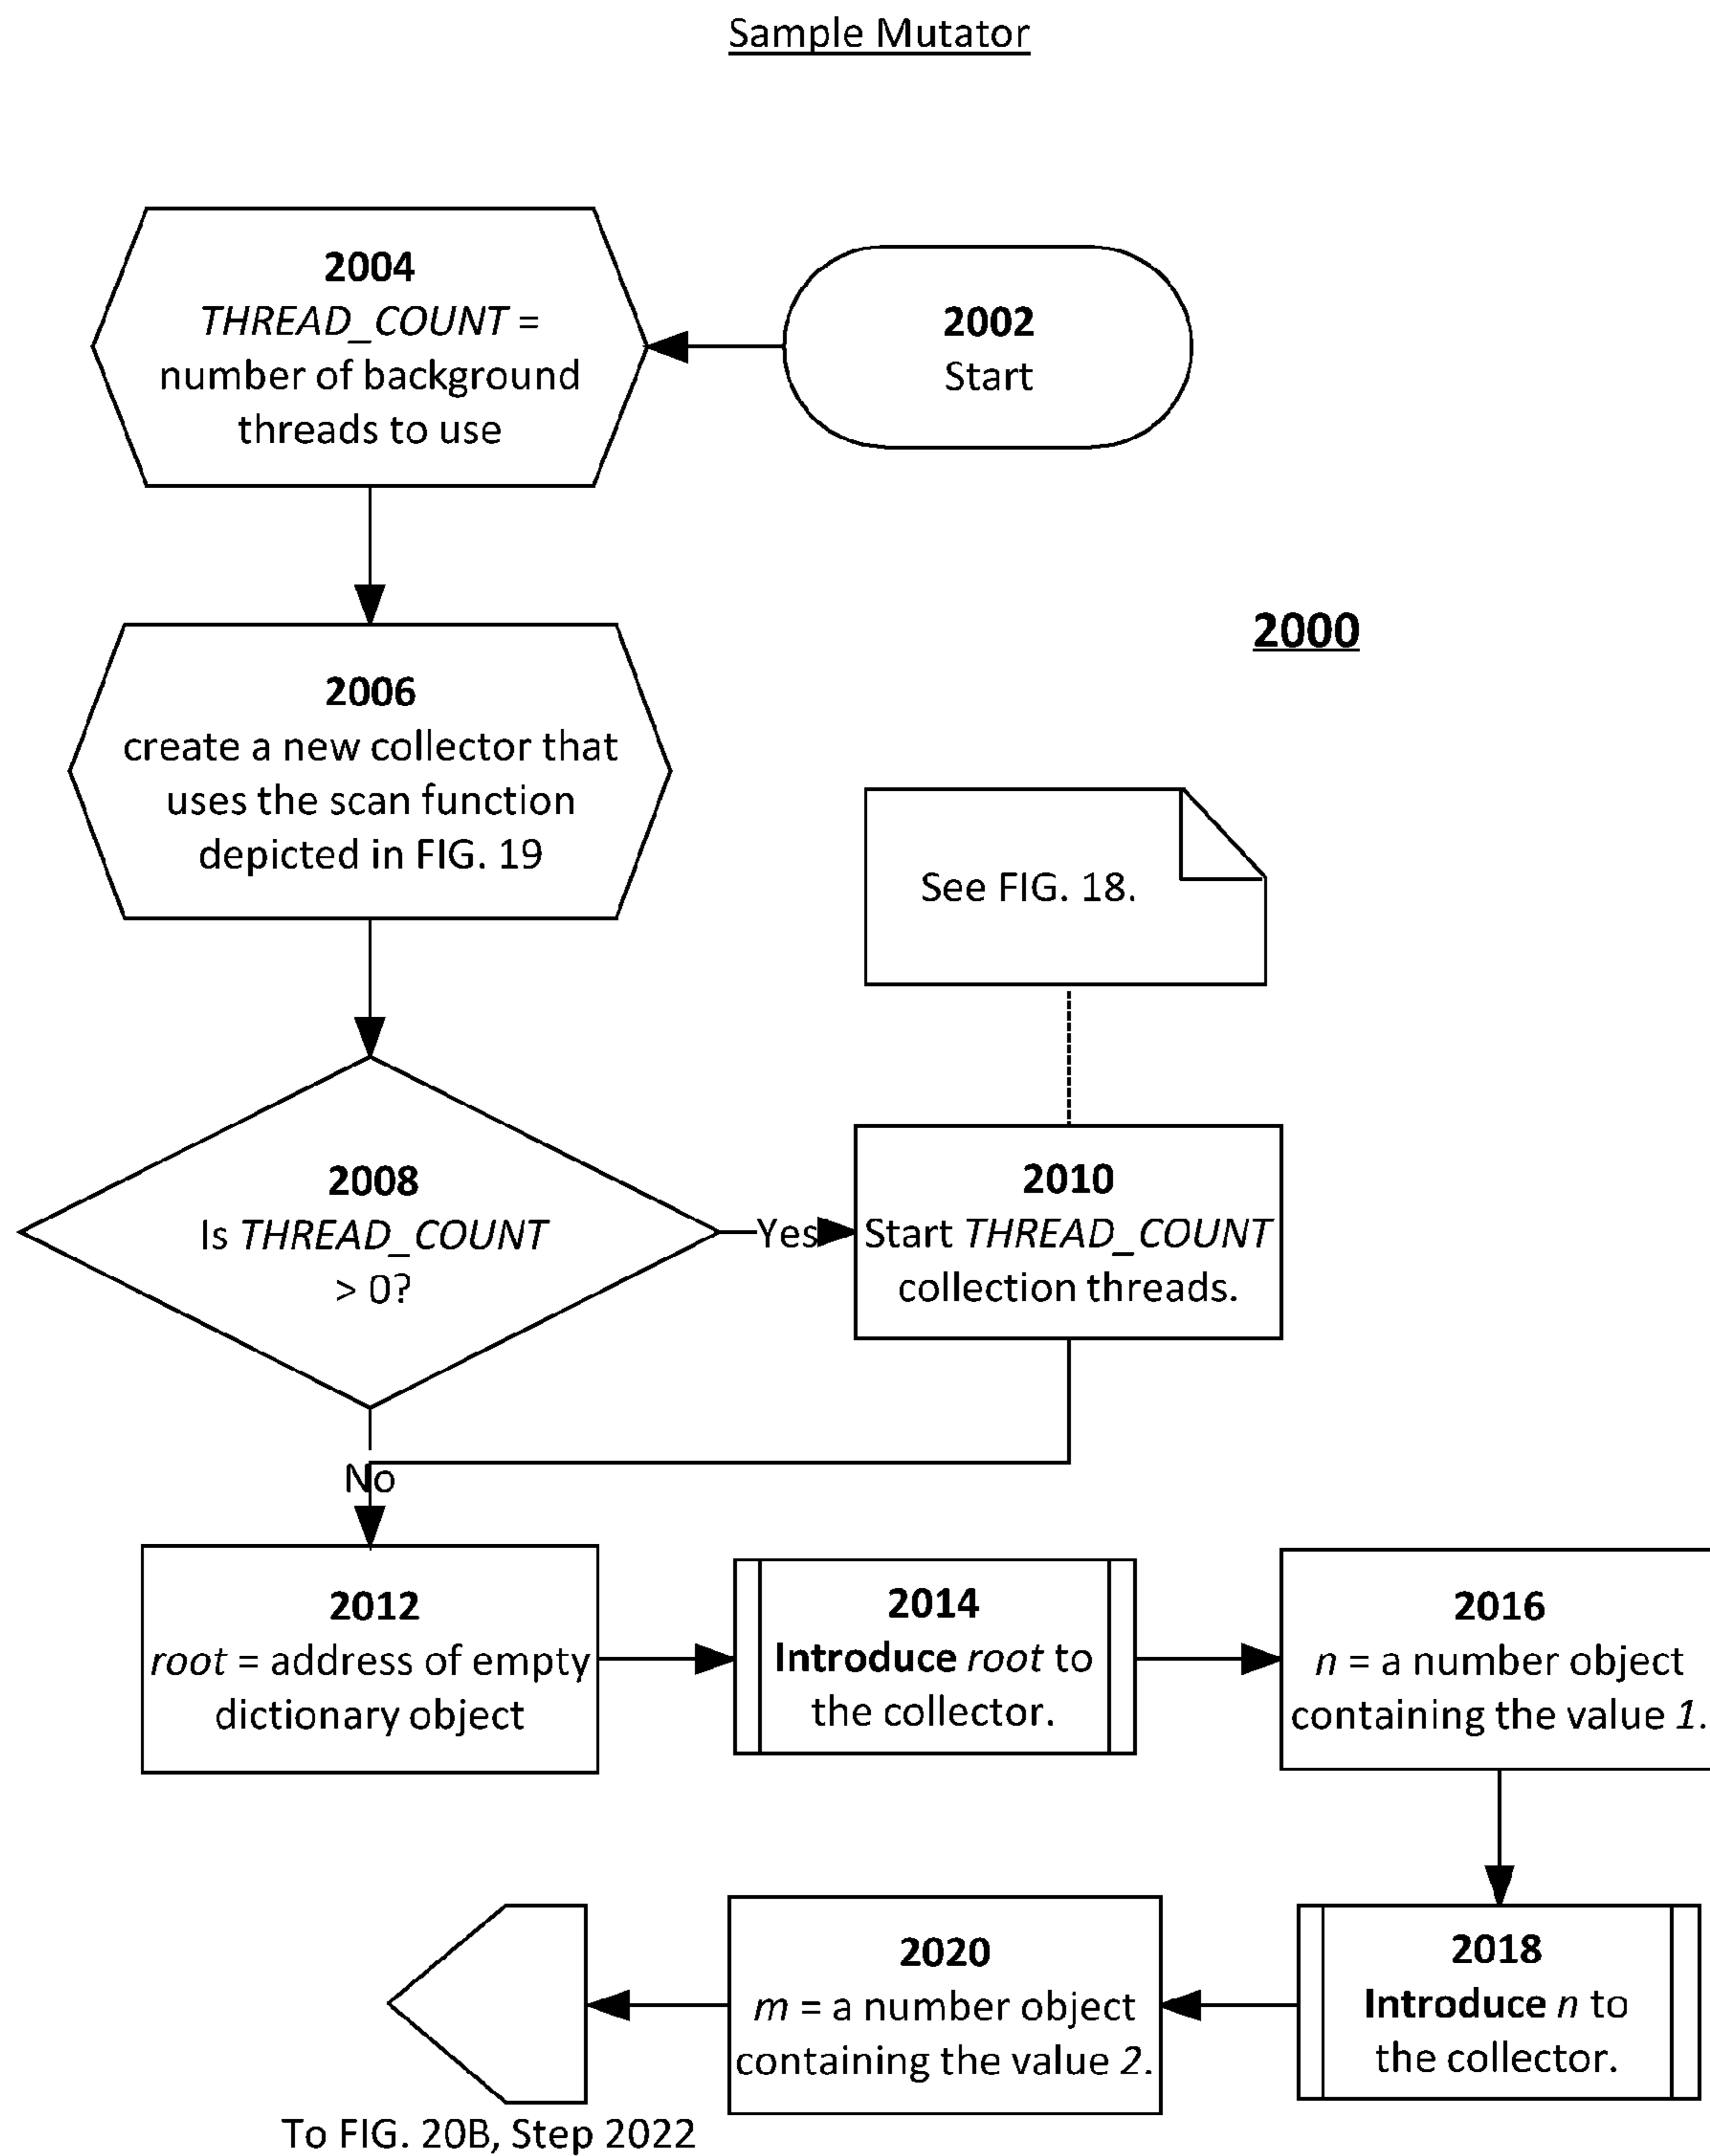 Sample Mutator
2004
THREAD_COUNT =
number of background
threads to use
2002
Start
2000
2006
create a new collector that
uses the scan function
depicted in FIG. 19
See FIG. 18.
2008
Is THREAD_COUNT
> 0?
Yes
2010
Start THREAD_COUNT
collection threads.
No
2012
root = address of empty
dictionary object
2014
Introduce root to
the collector.
2016
n = a number object
containing the value 1.
2018
Introduce n to
the collector.
2020
m = a number object
containing the value 2.
To FIG. 20B, Step 2022